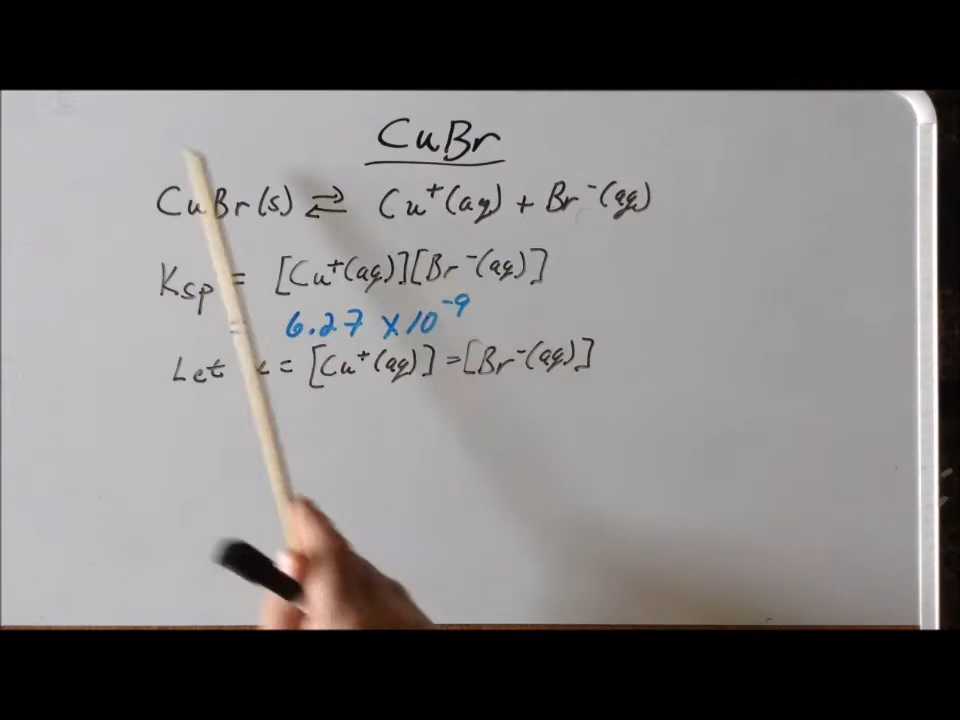 CuBr
CuBr(s) ⇌ Cu⁺(aq) + Br⁻(aq)
Ksp = [Cu⁺(aq)][Br⁻(aq)]
= 6.27 x 10⁻⁹
Let = [Cu⁺(aq)] = [Br⁻(aq)]